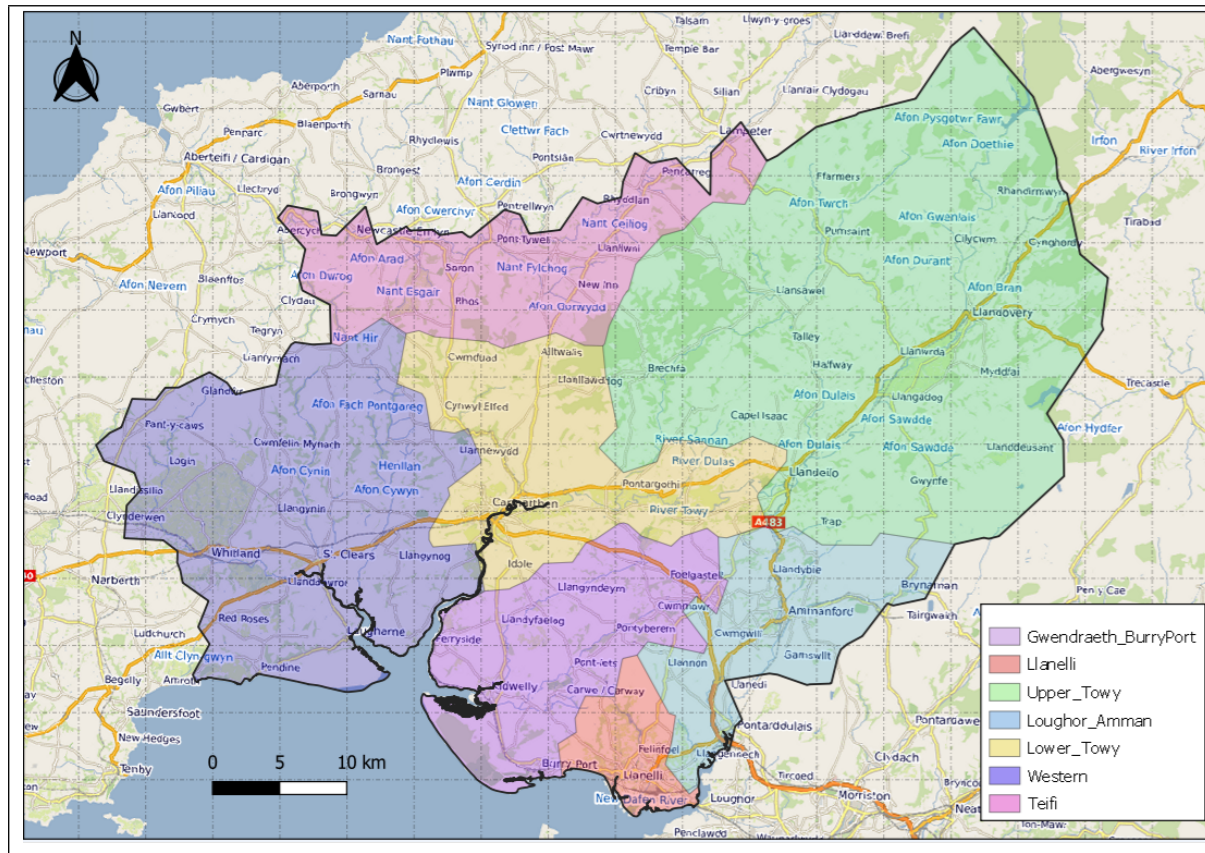 Nant Fothau
Synod Inn / Post Mawr
Talsarn
Llwyn-y-groes
Llanddewi Brefi
Temple Bar
N
Aberporth
Sarnau
Plwmp
Abergwesyn
Gwbert
Blaenporth
Nant Glowen
Cribyn
Silian
Llanfair Clydogau
Penparc
Rhydlewis
Clettwr Fach
Cwrtnewydd
Lampeter
Afon Pysgotwr Fawr
Irfon
Aberteifi / Cardigan
Pontsiân
Afon Doethie
River Irfon
Afon Piliau
Llechryd
Brongest
Afon Cerdin
Pencarreg
Ffarmers
Rhandirmwyn
Llantood
Brongwyn
Afon Cwerchyr
Pentrellwyn
Rhyddlan
Afon Twrch
Afon Gwenlais
Tirabad
Abercych
Newcastle Emlyn
Pont-Tyweli
Nant Ceiliog
Pumsaint
Cilycwm
Cynghordy
Newport
Afon Arad
Llanllwni
Afon Dwrog
Saron
Nant Fylchog
Afon Durant
Blaenffos
Afon Nevern
Clydau
Nant Esgair
Rhos
New Inn
Llansawel
Afon Bran
Afon Gurwydd
Llandovery
Crymych
Tegryn
Nant Hir
Talley
Llanwrda
Llanfyrnach
Cwmduad
Alltwalis
Brechfa
Halfway
Myddfai
Glandwr
Llanllawddog
Trecastle
Afon Fach Pontgareg
Cynwyl Elfed
Afon Dulais
Llangadog
Pant-y-caws
Capel Isaac
Afon Sawdde
Afon Hydfer
Cwmfelin Mynach
River Sannan
Afon Dulais
Afon Sawdde
Llanddeusant
Login
Afon Cynin
Henllan
Llannewydd
River Dulas
Llandeilo
Afon Cywyn
Pontargothi
Gwynfe
Road
Llandissilio
Carmarthen
Clynderwen
Llangynin
River Towy
A483
Trap
Whitland
St. Clears
Llangynog
Idole
Llandybie
Narberth
Llanddowror
Llangyndeyrn
Foelgastell
Brynaman
Pen y Cae
Cwmmawr
Ammanford
Tairgwaith
Red Roses
Llandyfaelog
Ludchurch
Laugharne
Ferryside
Pontyberem
Cwmgwili
Allt Clyngwyn
Garnswllt
Pendine
Pont-iets
Llannon
Begelly
Amroth
Kidwelly
Carwe / Carway
Llanedi
Saundersfoot
Pontarddulais
Pontardawe
New Hedges
Felinfoel
Llangennech
Clydach
Tenby
0 5 10 km
Burry Port
Llanelli
Tircoed
New Dafen River
Loughor
Morriston
Penclawdd
Gwendraeth_BurryPort
Llanelli
Upper_Towy
Loughor_Amman
Lower_Towy
Western
Teifi